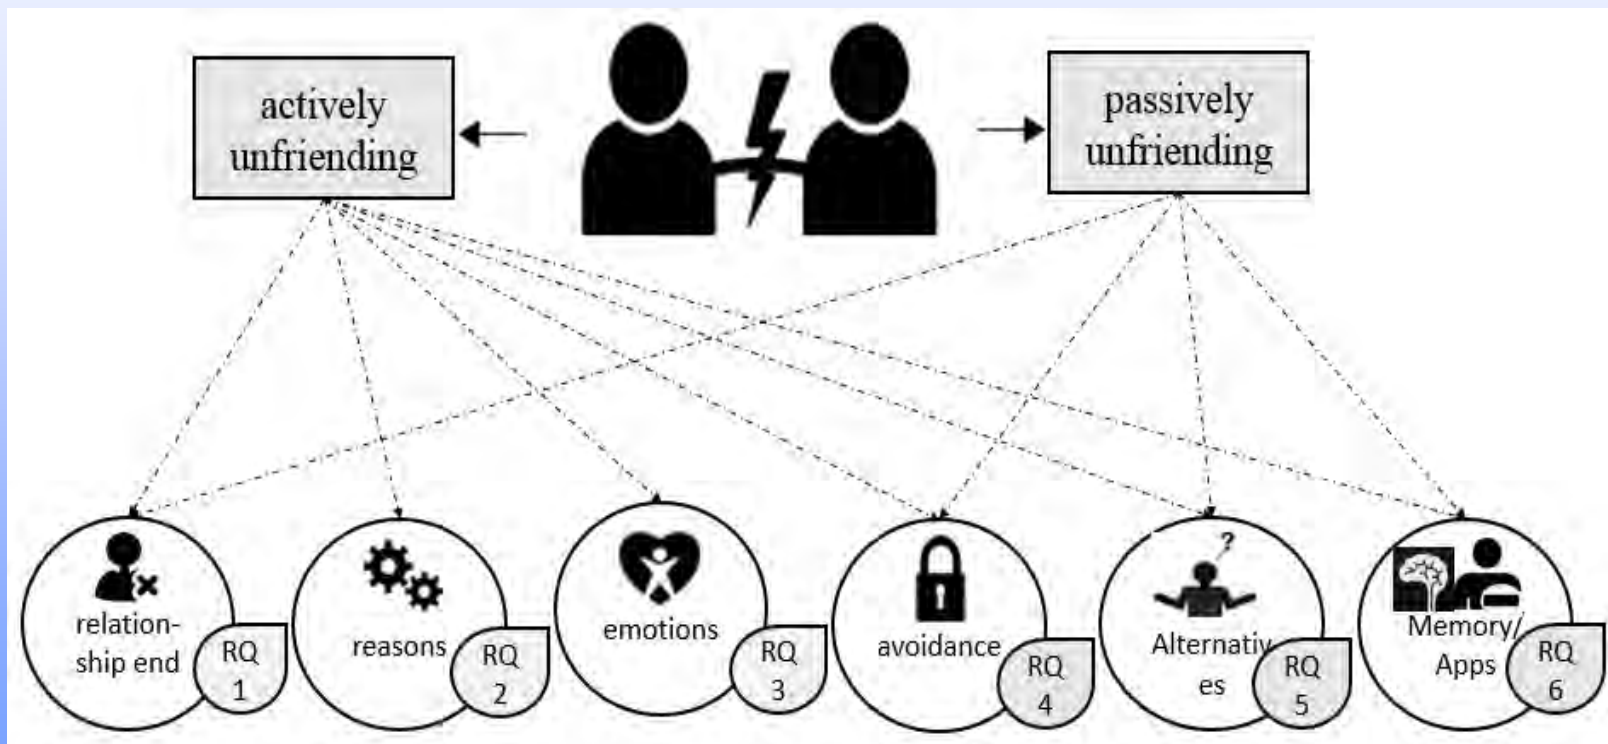 actively
unfriending
passively
unfriending
relation-
ship end
RQ
1
reasons
RQ
2
emotions
RQ
3
avoidance
RQ
4
?
Alternativ
es
RQ
5
Memory/
Apps
RQ
6